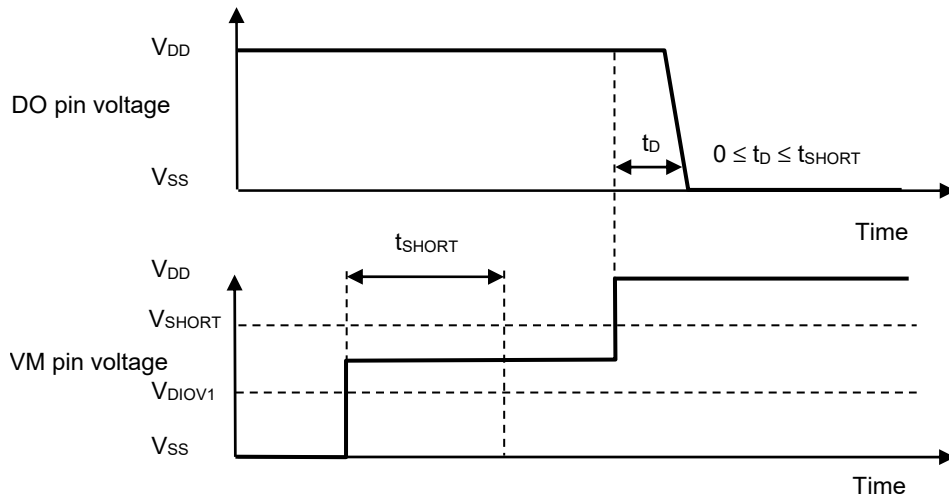 VDD
DO pin voltage
tD
0 ≤ tD ≤ tSHORT
VSS
Time
tSHORT
VDD
VSHORT
VM pin voltage
VDIOV1
VSS
Time